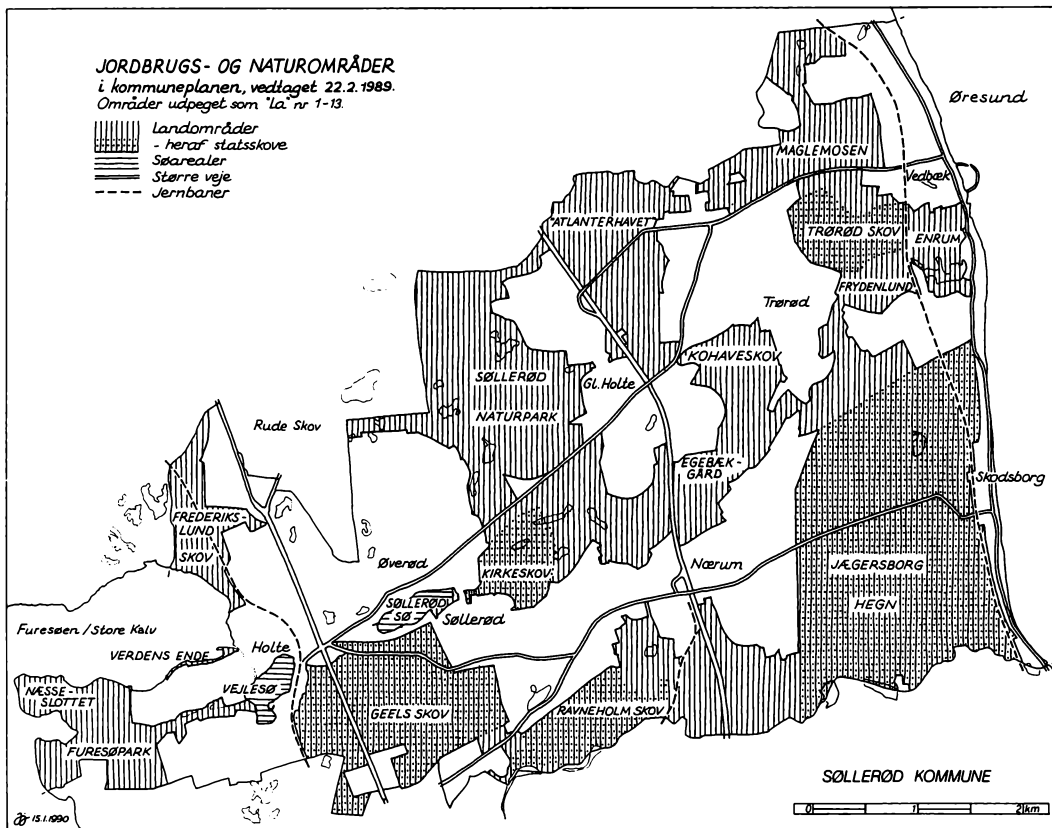 JORDBRUGS- OG NATUROMRÅDER
i kommuneplanen, vedtaget 22.2.1989.
Områder udpeget som "la" nr 1-13.
Landområder
- heraf statsskove
Søarealer
Større veje
Jernbaner
Øresund
MAGLEMOSEN
Vedbæk
"ATLANTERHAVET"
TRØRØD SKOV
ENRUM
FRYDENLUND
Trørød
KOHAVESKOV
SØLLERØD
NATURPARK
Gl. Holte
Rude Skov
EGEBÆK-
GÅRD
Skodsborg
FREDERIKS-
LUND
SKOV
Øverød
KIRKESKOV
Nærum
JÆGERSBORG
HEGN
SØLLERØD
SØ
Søllerød
Furesøen / Store Kalv
VERDENS ENDE
Holte
NÆSSE-
SLOTTET
VEJLESØ
GEELS SKOV
RAVNEHOLM SKOV
FURESØPARK
SØLLERØD KOMMUNE
0 1 2 km
15.1.1990